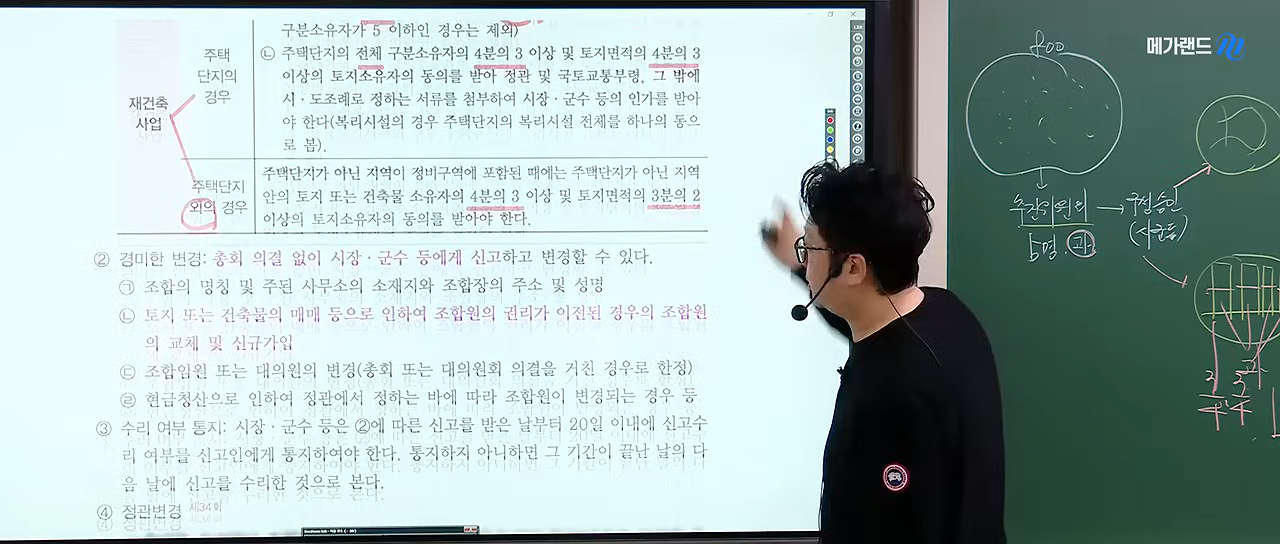 구분소유자가 5 이하인 경우는 제외)
㉡ 주택단지의 전체 구분소유자의 4분의 3 이상 및 토지면적의 4분의 3
이상의 토지소유자의 동의를 받아 정관 및 국토교통부령, 그 밖에
시·도조례로 정하는 서류를 첨부하여 시장·군수 등의 인가를 받아
야 한다(복리시설의 경우 주택단지의 복리시설 전체를 하나의 동으
로 봄).
재건축
사업
주택
단지의
경우
주택단지
외의 경우
주택단지가 아닌 지역이 정비구역에 포함된 때에는 주택단지가 아닌 지역
안의 토지 또는 건축물 소유자의 4분의 3 이상 및 토지면적의 3분의 2
이상의 토지소유자의 동의를 받아야 한다.
② 경미한 변경: 총회 의결 없이 시장·군수 등에게 신고하고 변경할 수 있다.
㉠ 조합의 명칭 및 주된 사무소의 소재지와 조합장의 주소 및 성명
㉡ 토지 또는 건축물의 매매 등으로 인하여 조합원의 권리가 이전된 경우의 조합원
의 교체 및 신규가입
㉢ 조합임원 또는 대의원의 변경(총회 또는 대의원회 의결을 거친 경우로 한정)
㉣ 현금청산으로 인하여 정관에서 정하는 바에 따라 조합원이 변경되는 경우 등
③ 수리 여부 통지: 시장·군수 등은 ②에 따른 신고를 받은 날부터 20일 이내에 신고수
리 여부를 신고인에게 통지하여야 한다. 통지하지 아니하면 그 기간이 끝난 날의 다
음 날에 신고를 수리한 것으로 본다.
④ 정관변경 제34회
메가랜드
추진위원회 →
5명 과